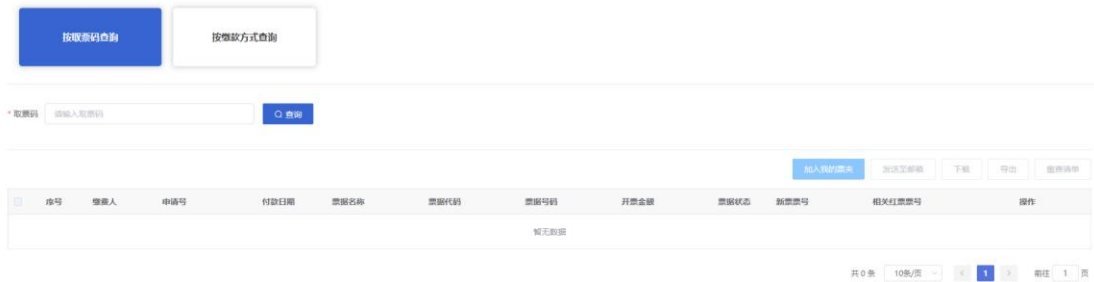 按取票码查询
按缴款方式查询
* 取票码 请输入取票码 查询
加入我的票夹 发送至邮箱 下载 导出 缴费清单
序号 缴费人 申请号 付款日期 票据名称 票据代码 票据号码 开票金额 票据状态 新票票号 相关红票票号 操作
暂无数据
共 0 条 10条/页 1 前往 1 页